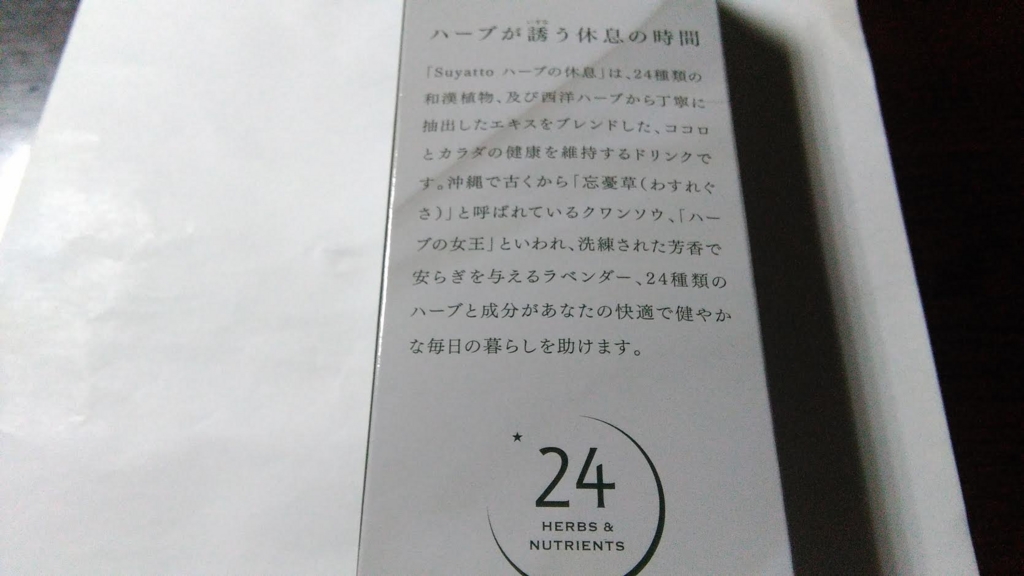 ハーブが誘う休息の時間
「Suyatto ハーブの休息」は、24種類の
和漢植物、及び西洋ハーブから丁寧に
抽出したエキスをブレンドした、ココロ
とカラダの健康を維持するドリンクで
す。沖縄で古くから「忘憂草（わすれぐ
さ）」と呼ばれているクワンソウ、「ハー
ブの女王」といわれ、洗練された芳香で
安らぎを与えるラベンダー、24種類の
ハーブと成分があなたの快適で健やか
な毎日の暮らしを助けます。
24
HERBS &
NUTRIENTS